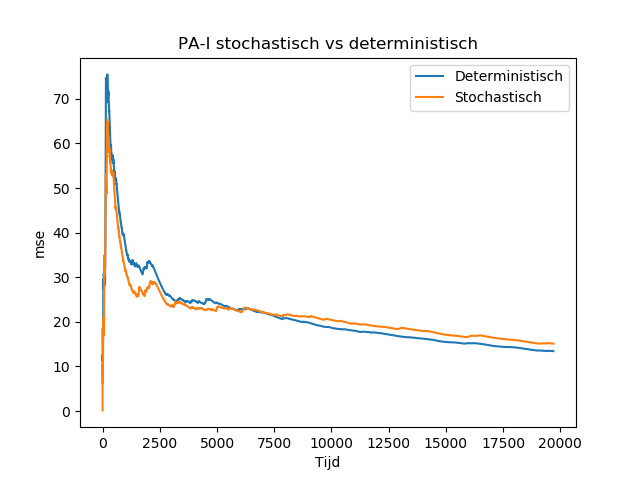 PA-I stochastisch vs deterministisch
Deterministisch
Stochastisch
70
60
50
40
30
20
10
0
mse
0 2500 5000 7500 10000 12500 15000 17500 20000
Tijd